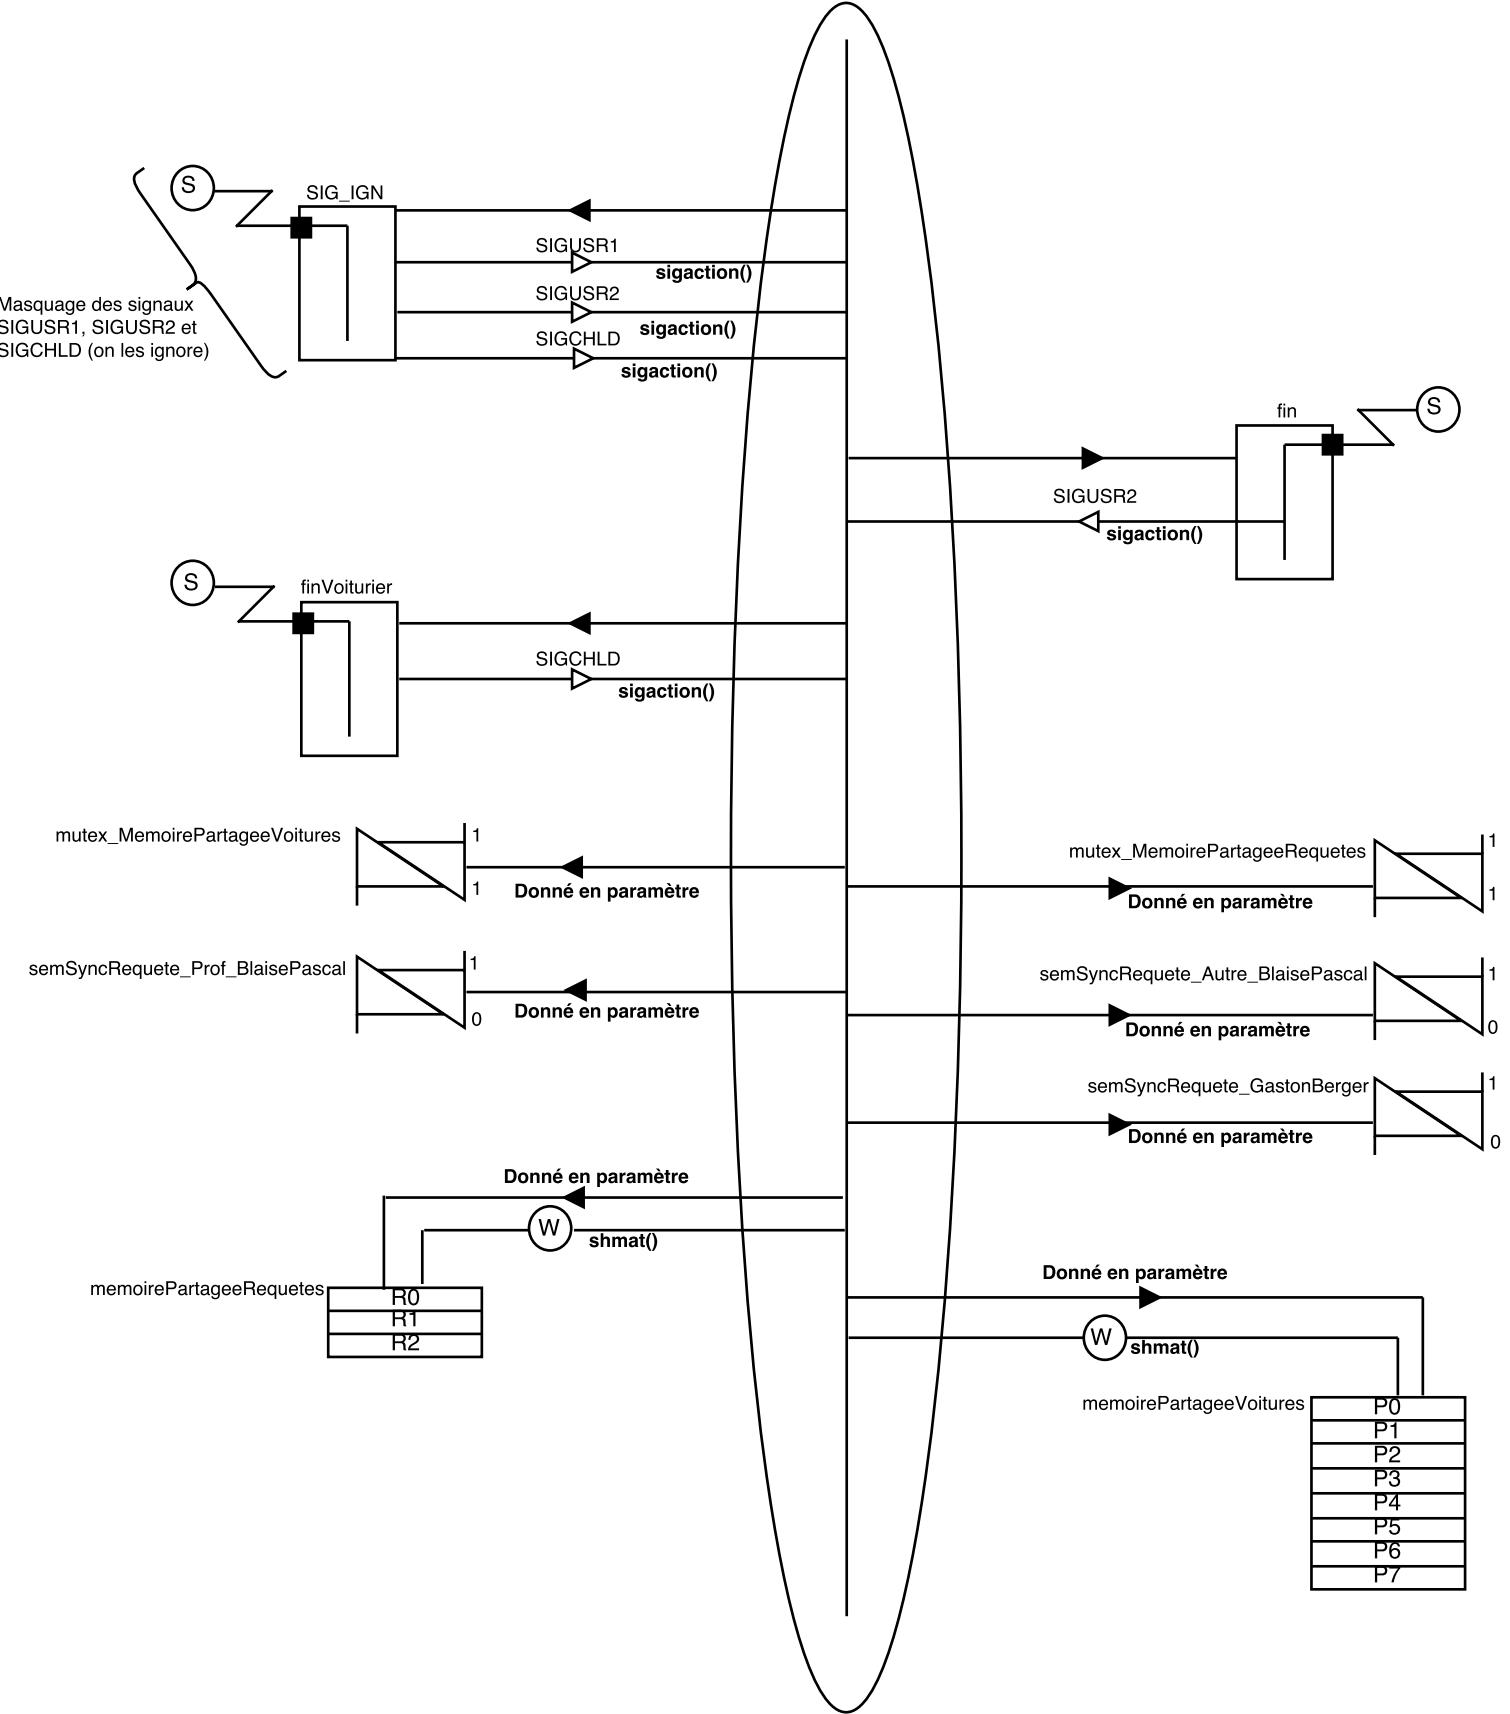 S
SIG_IGN
SIGUSR1
sigaction()
SIGUSR2
sigaction()
SIGCHLD
sigaction()
Masquage des signaux
SIGUSR1, SIGUSR2 et
SIGCHLD (on les ignore)
fin
S
SIGUSR2
sigaction()
S
finVoiturier
SIGCHLD
sigaction()
mutex_MemoirePartageeVoitures
1
1
Donné en paramètre
mutex_MemoirePartageeRequetes
1
1
Donné en paramètre
semSyncRequete_Prof_BlaisePascal
1
0
Donné en paramètre
semSyncRequete_Autre_BlaisePascal
1
0
Donné en paramètre
semSyncRequete_GastonBerger
1
0
Donné en paramètre
Donné en paramètre
W
shmat()
memoirePartageeRequetes
R0
R1
R2
Donné en paramètre
W
shmat()
memoirePartageeVoitures
P0
P1
P2
P3
P4
P5
P6
P7